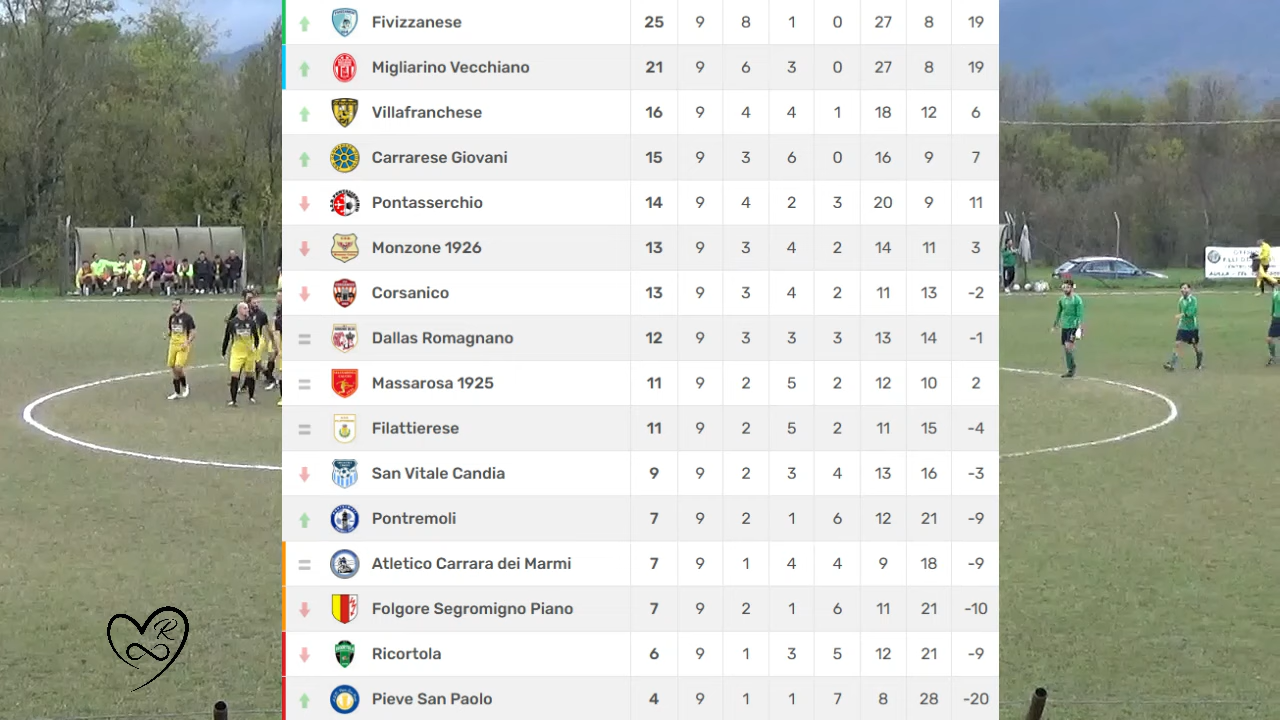 Fivizzanese 25 9 8 1 0 27 8 19
Migliarino Vecchiano 21 9 6 3 0 27 8 19
Villafranchese 16 9 4 4 1 18 12 6
Carrarese Giovani 15 9 3 6 0 16 9 7
Pontasserchio 14 9 4 2 3 20 9 11
Monzone 1926 13 9 3 4 2 14 11 3
Corsanico 13 9 3 4 2 11 13 -2
Dallas Romagnano 12 9 3 3 3 13 14 -1
Massarosa 1925 11 9 2 5 2 12 10 2
Filattierese 11 9 2 5 2 11 15 -4
San Vitale Candia 9 9 2 3 4 13 16 -3
Pontremoli 7 9 2 1 6 12 21 -9
Atletico Carrara dei Marmi 7 9 1 4 4 9 18 -9
Folgore Segromigno Piano 7 9 2 1 6 11 21 -10
Ricortola 6 9 1 3 5 12 21 -9
Pieve San Paolo 4 9 1 1 7 8 28 -20
R